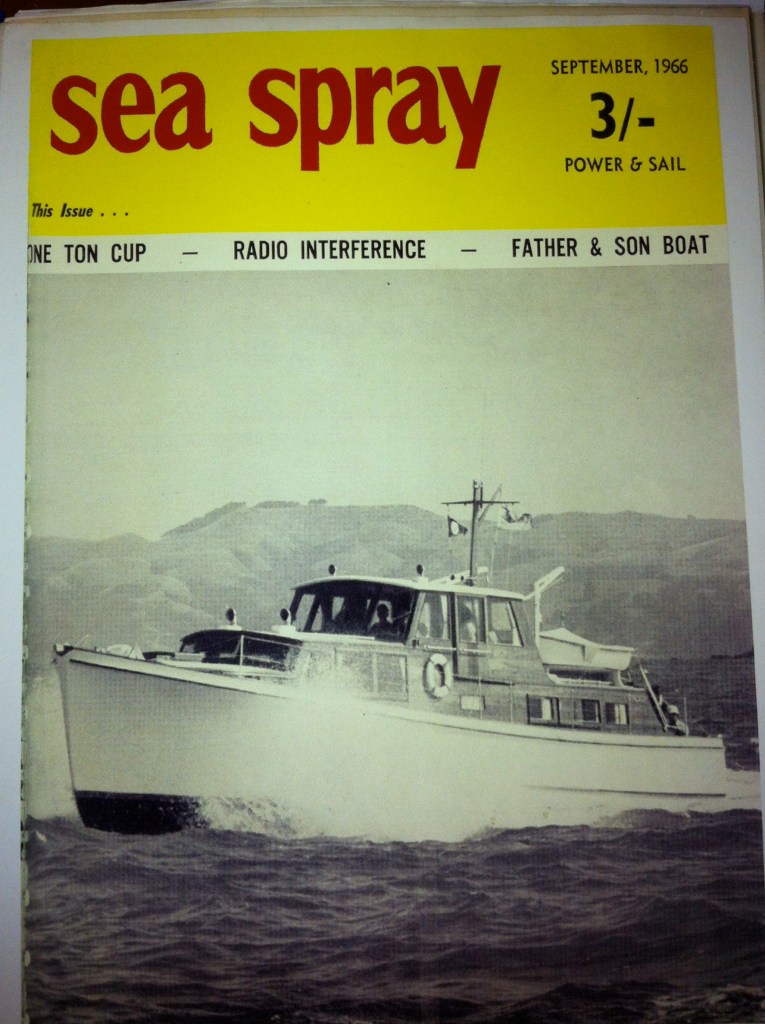 sea spray
SEPTEMBER, 1966
3/-
POWER & SAIL
This Issue . . .
ONE TON CUP — RADIO INTERFERENCE — FATHER & SON BOAT